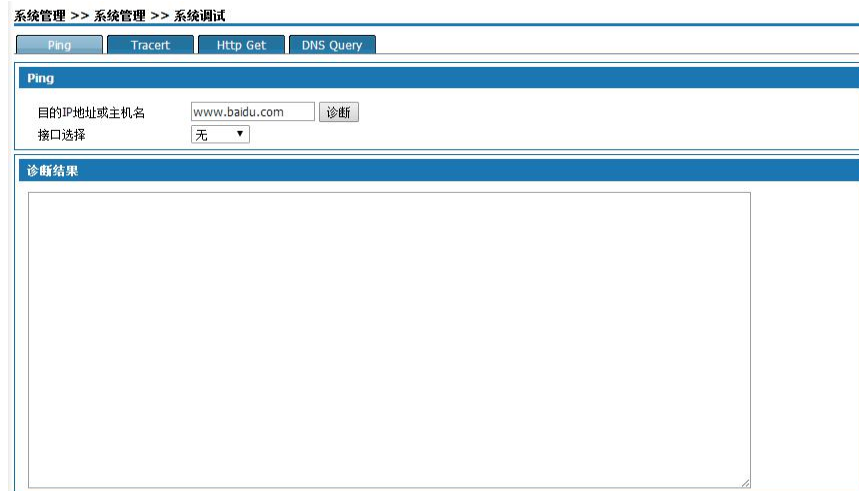 系统管理 >> 系统管理 >> 系统调试
Ping Tracert Http Get DNS Query
Ping
目的IP地址或主机名 www.baidu.com 诊断
接口选择 无
诊断结果